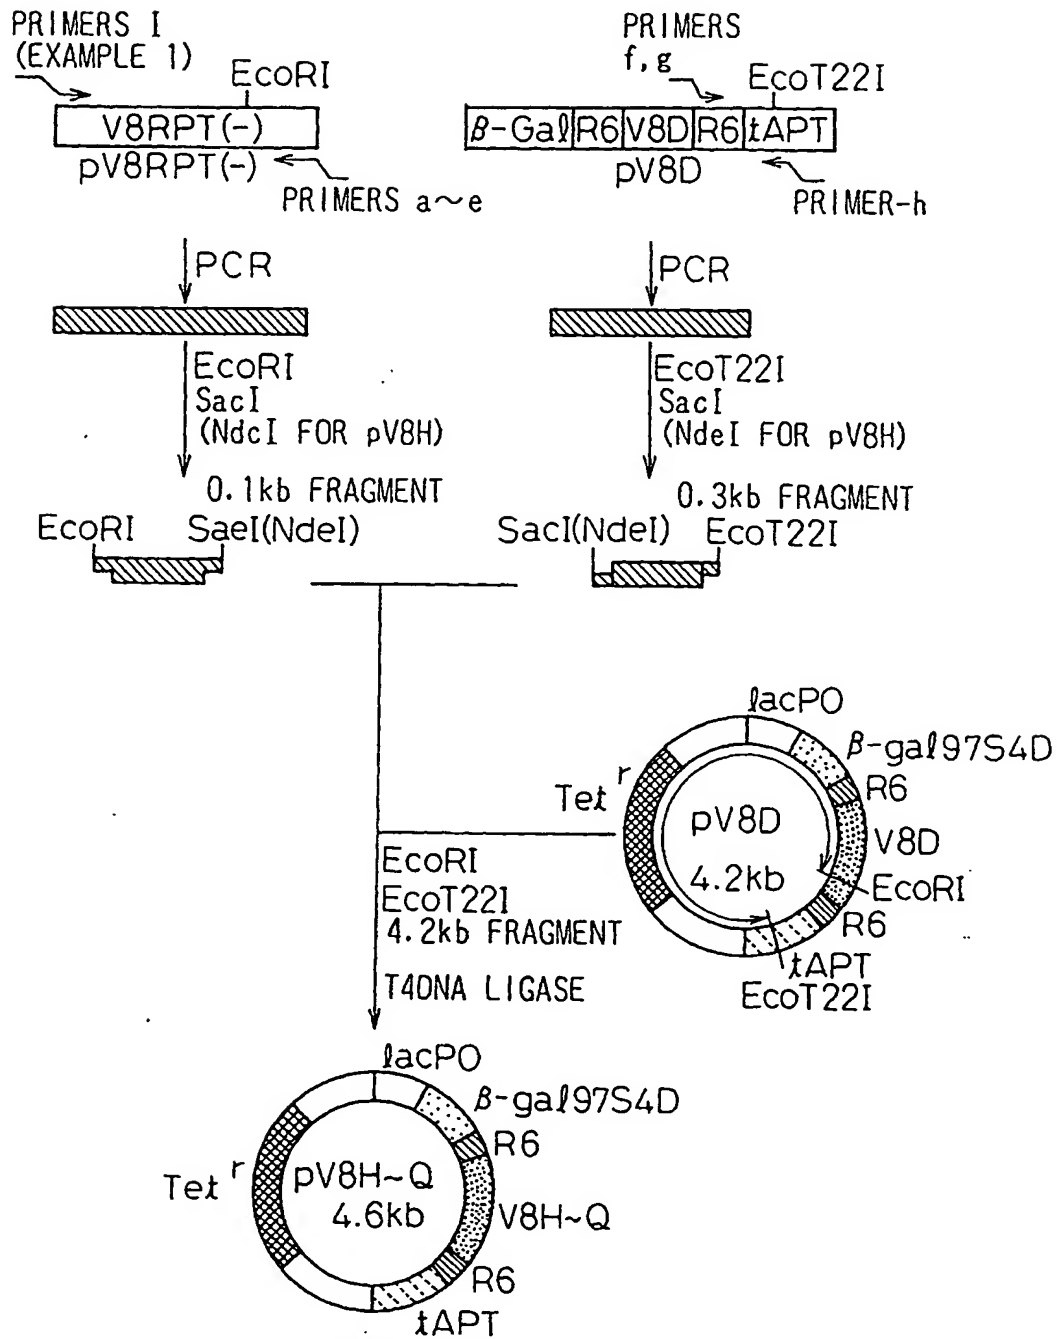 PRIMERS I
(EXAMPLE 1)
EcoRI
V8RPT(-)
pV8RPT(-)
PRIMERS a~e
PRIMERS
f,g
EcoT22I
β-Gal R6 V8D R6 tAPT
pV8D
PRIMER-h
PCR
PCR
EcoRI
SacI
(NdcI FOR pV8H)
EcoT22I
SacI
(NdeI FOR pV8H)
0.1kb FRAGMENT
EcoRI SaeI(NdeI)
0.3kb FRAGMENT
SacI(NdeI) EcoT22I
lacPO
β-gal97S4D
R6
V8D
EcoRI
R6
tAPT
EcoT22I
Tet r
pV8D
4.2kb
EcoRI
EcoT22I
4.2kb FRAGMENT
T4DNA LIGASE
lacPO
β-gal97S4D
R6
V8H~Q
R6
tAPT
Tet r
pV8H~Q
4.6kb